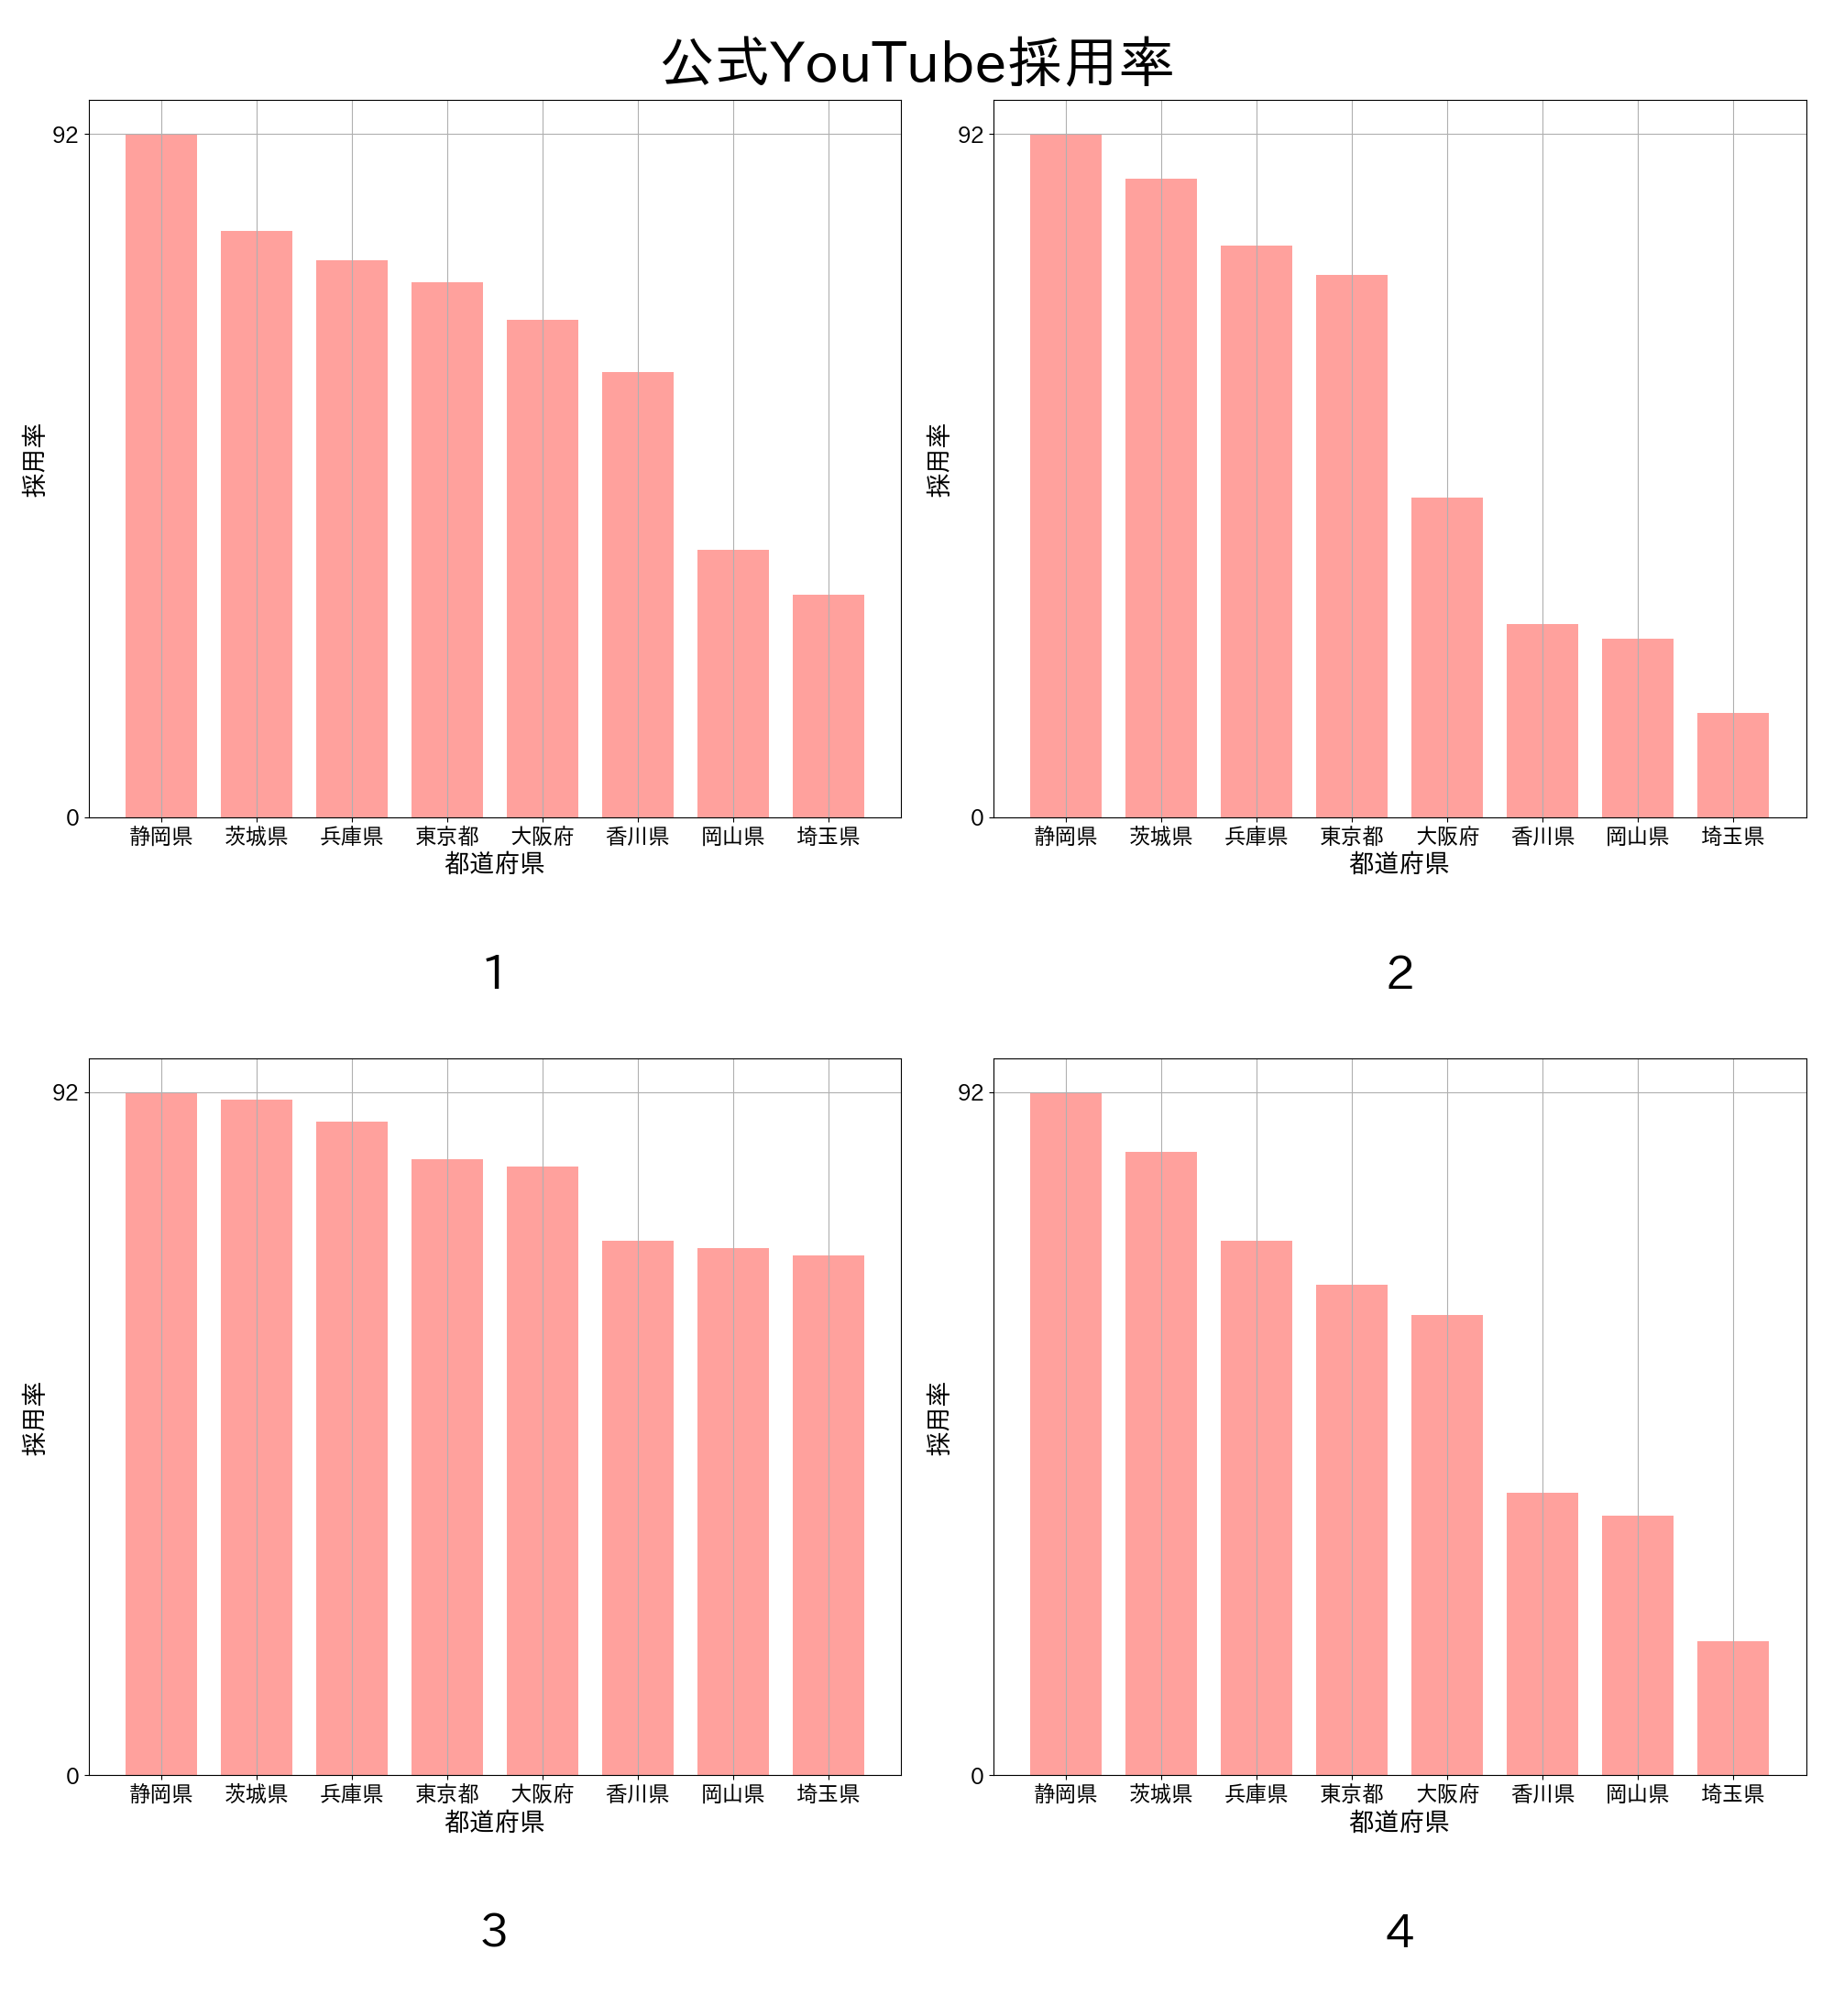 公式YouTube採用率
92
0
採用率
静岡県 茨城県 兵庫県 東京都 大阪府 香川県 岡山県 埼玉県
都道府県
1
92
0
採用率
静岡県 茨城県 兵庫県 東京都 大阪府 香川県 岡山県 埼玉県
都道府県
2
92
0
採用率
静岡県 茨城県 兵庫県 東京都 大阪府 香川県 岡山県 埼玉県
都道府県
3
92
0
採用率
静岡県 茨城県 兵庫県 東京都 大阪府 香川県 岡山県 埼玉県
都道府県
4